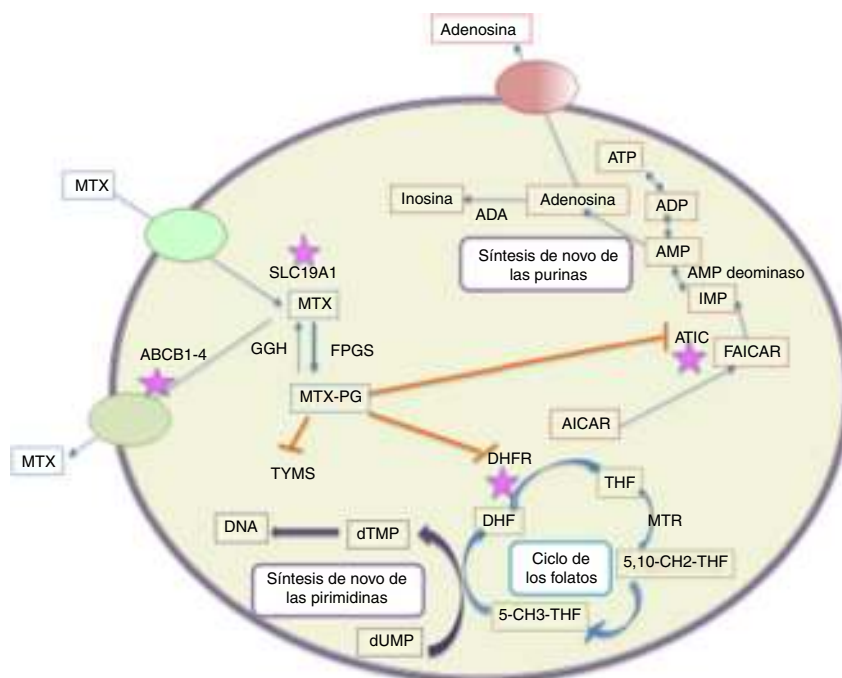 Adenosina
ATP
MTX
Inosina
ADA
Adenosina
ADP
AMP
Síntesis de novo de
las purinas
AMP deominaso
IMP
SLC19A1
MTX
ABCB1-4
GGH
FPGS
ATIC
FAICAR
MTX-PG
AICAR
MTX
TYMS
DHFR
THF
DNA
dTMP
DHF
MTR
Ciclo de
los folatos
5,10-CH2-THF
Síntesis de novo de
las pirimidinas
5-CH3-THF
dUMP